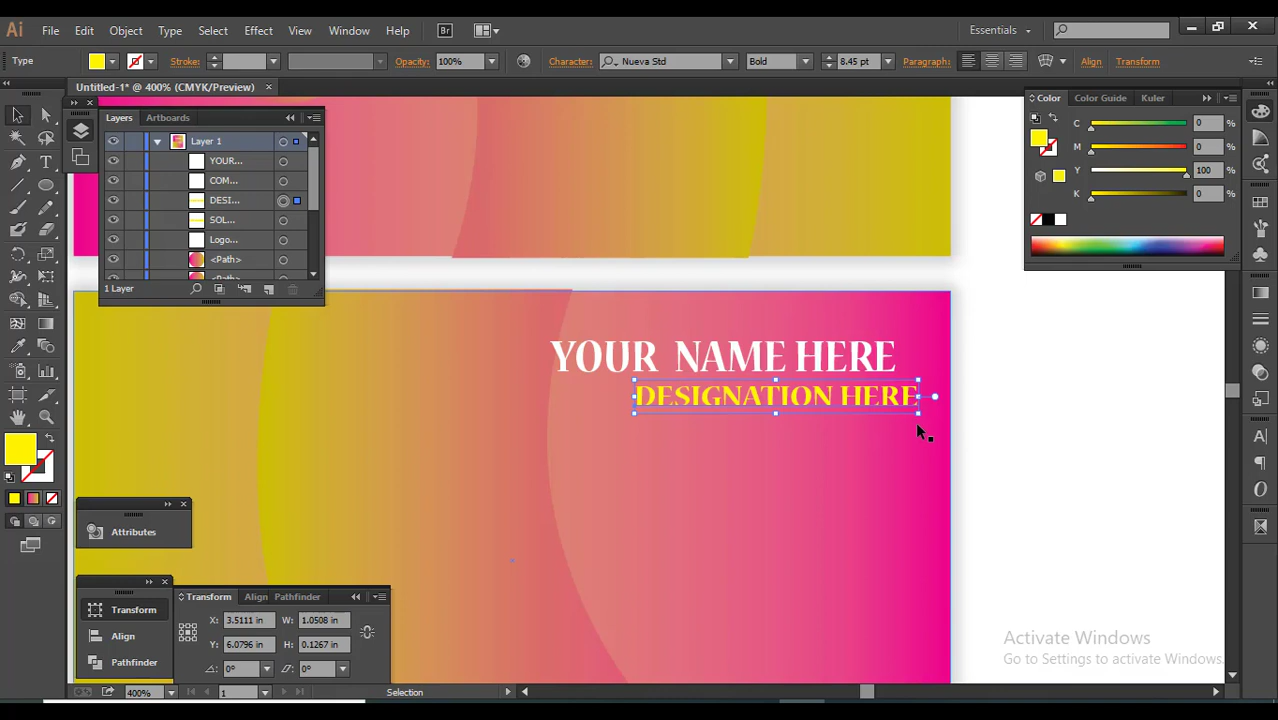 Ai File Edit Object Type Select Effect View Window Help Br Essentials
Type Stroke: Opacity: 100% Character: Nueva Std Bold 8.45 pt Paragraph: Align Transform
Untitled-1* @ 400% (CMYK/Preview)
Layers Artboards
Layer 1
YOUR...
COM...
DESI...
SOL...
Logo...
<Path>
<Path>
1 Layer
Color Color Guide Kuler
C 0 %
M 0 %
Y 100 %
K 0 %
YOUR NAME HERE
DESIGNATION HERE
Attributes
Transform
Align
Pathfinder
Transform Align Pathfinder
X: 3.5111 in W: 1.0508 in
Y: 6.0796 in H: 0.1267 in
0° 0°
Activate Windows
Go to Settings to activate Windows.
400% 1 Selection